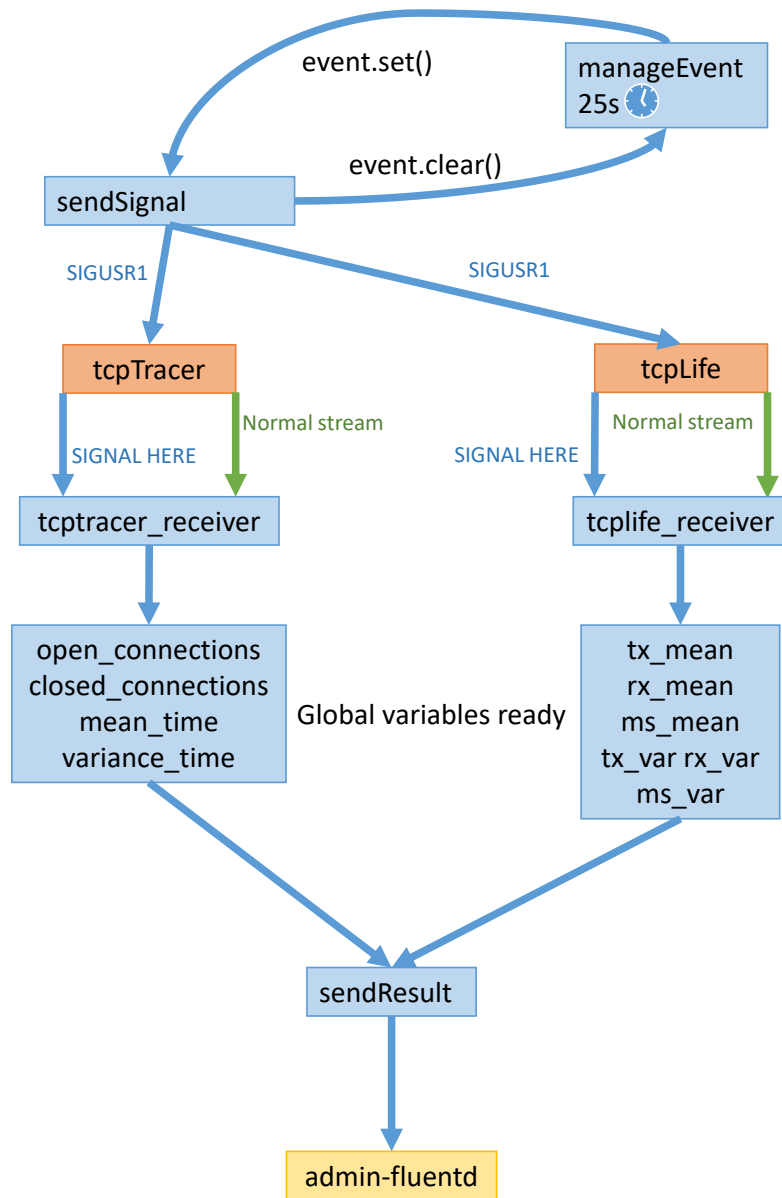 event.set()
manageEvent
25s
event.clear()
sendSignal
SIGUSR1
SIGUSR1
tcpTracer
tcpLife
Normal stream
Normal stream
SIGNAL HERE
SIGNAL HERE
tcptracer_receiver
tcplife_receiver
open_connections
closed_connections
mean_time
variance_time
Global variables ready
tx_mean
rx_mean
ms_mean
tx_var rx_var
ms_var
sendResult
admin-fluentd